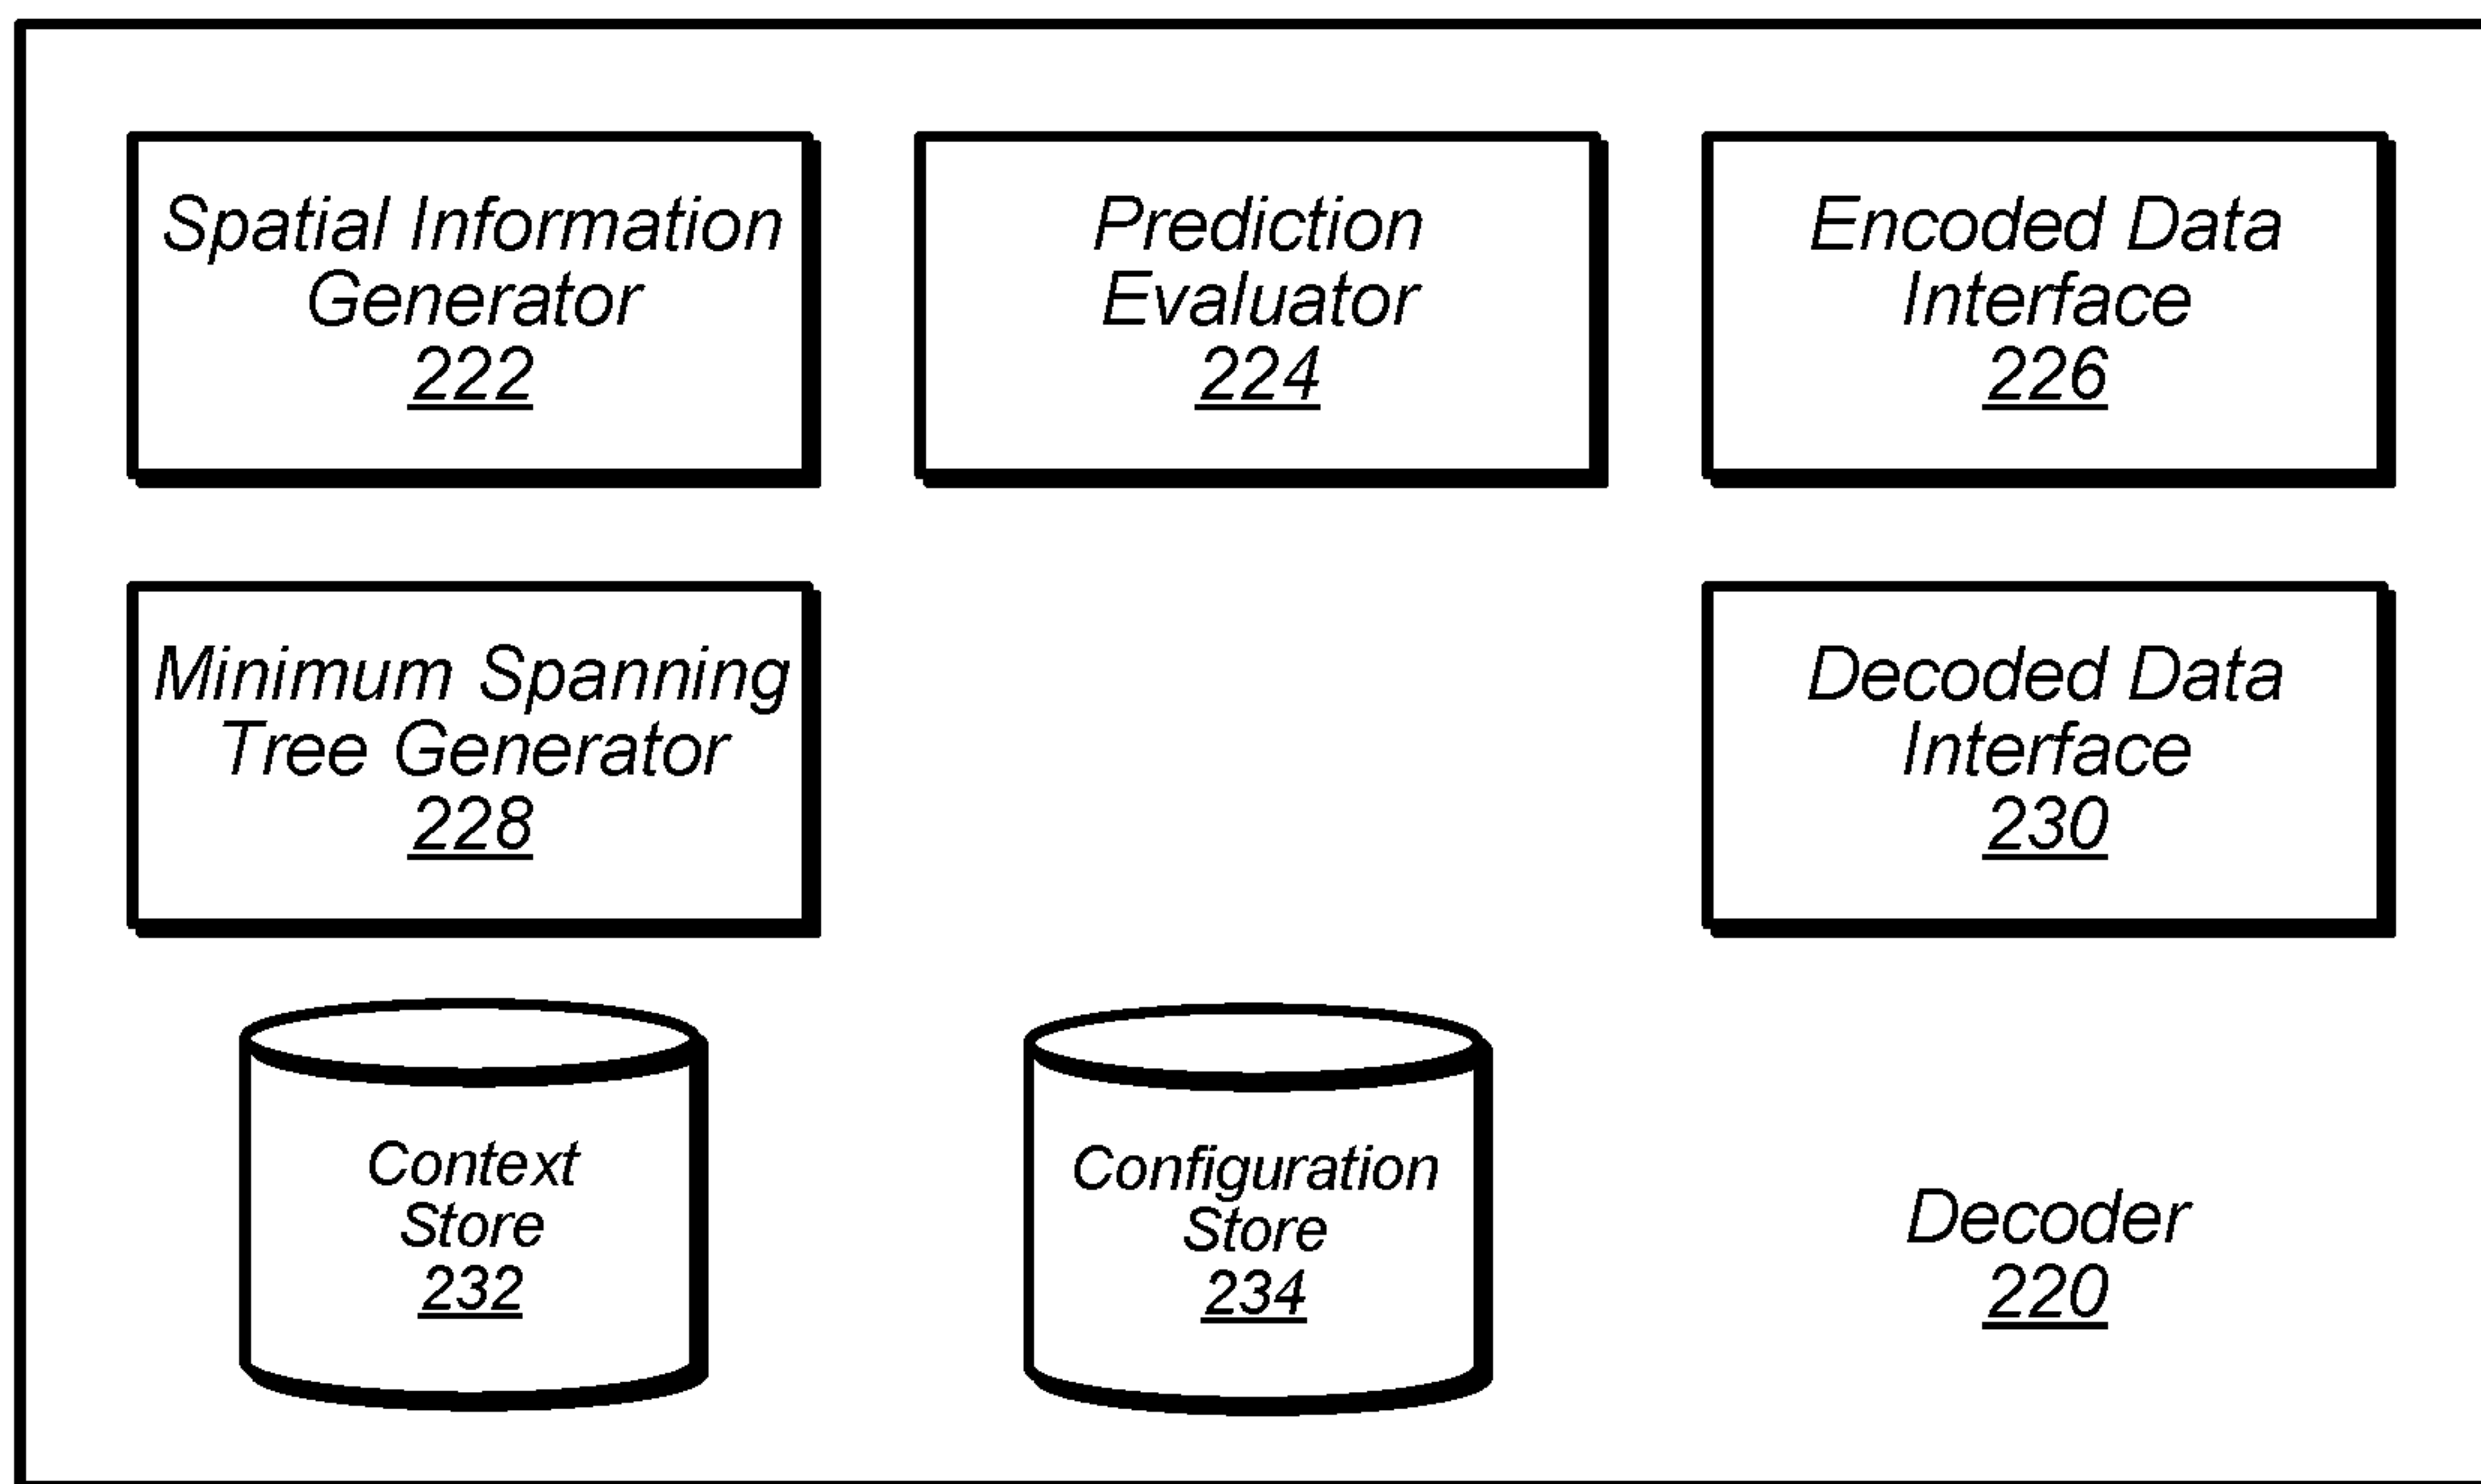 Spatial Information
Generator
222
Prediction
Evaluator
224
Encoded Data
Interface
226
Minimum Spanning
Tree Generator
228
Decoded Data
Interface
230
Context
Store
232
Configuration
Store
234
Decoder
220